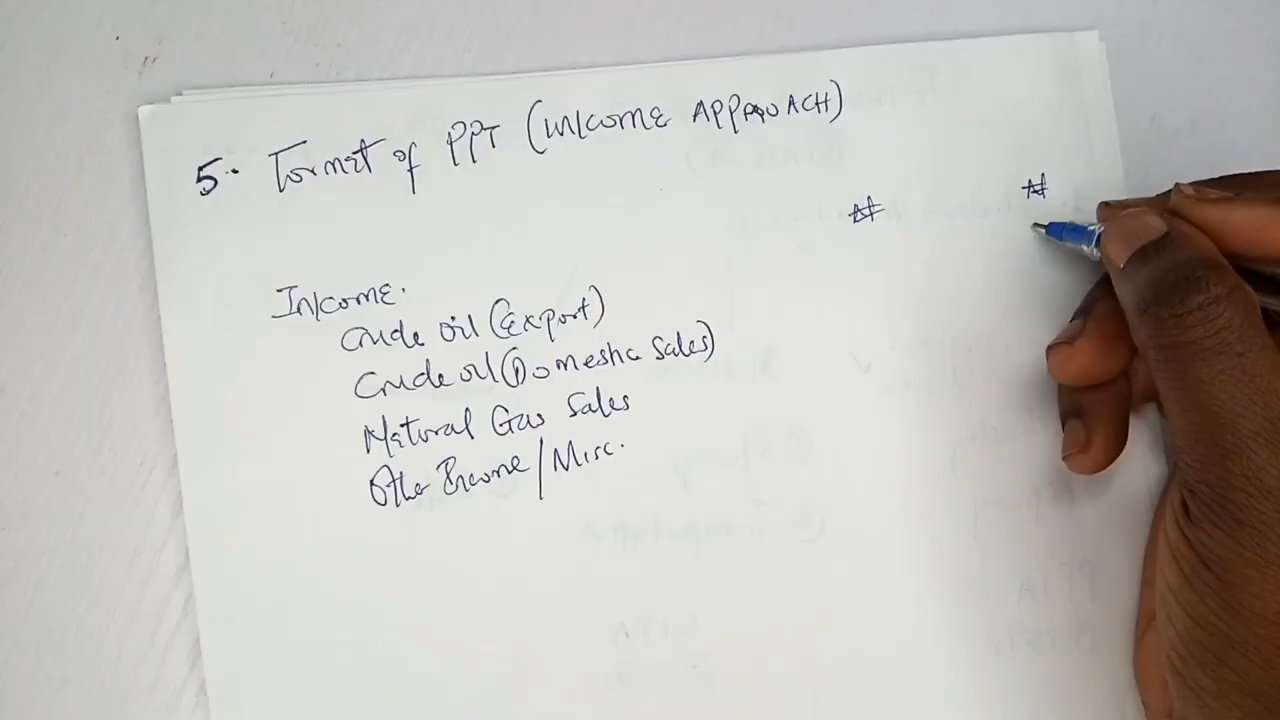 5. Format of PPT (INCOME APPROACH)
₦ ₦
Income.
Crude oil (Export)
Crude oil (Domestic Sales)
Natural Gas Sales
Other Income / Misc.